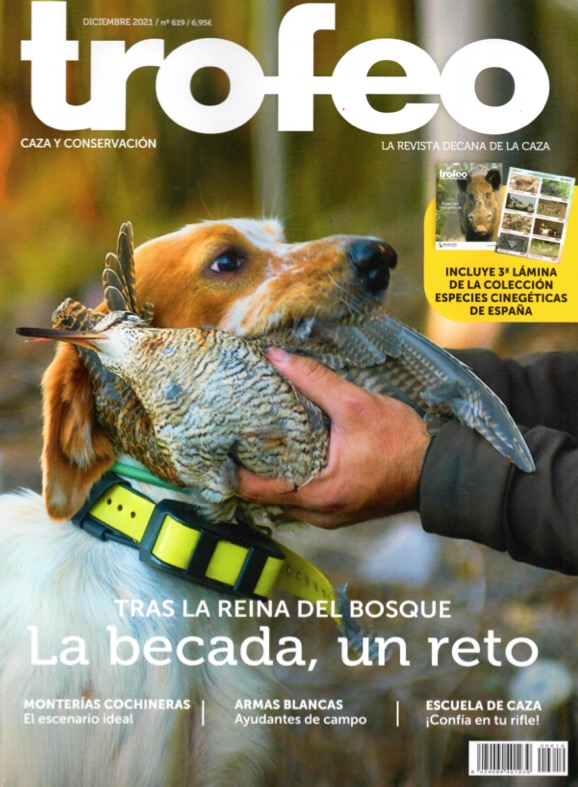 DICIEMBRE 2021 / nº 619 / 6,95€
trofeo
CAZA Y CONSERVACIÓN
LA REVISTA DECANA DE LA CAZA
trofeo
INCLUYE 3ª LÁMINA
DE LA COLECCIÓN
ESPECIES CINEGÉTICAS
DE ESPAÑA
TRAS LA REINA DEL BOSQUE
La becada, un reto
MONTERÍAS COCHINERAS
El escenario ideal
ARMAS BLANCAS
Ayudantes de campo
ESCUELA DE CAZA
¡Confía en tu rifle!
00619